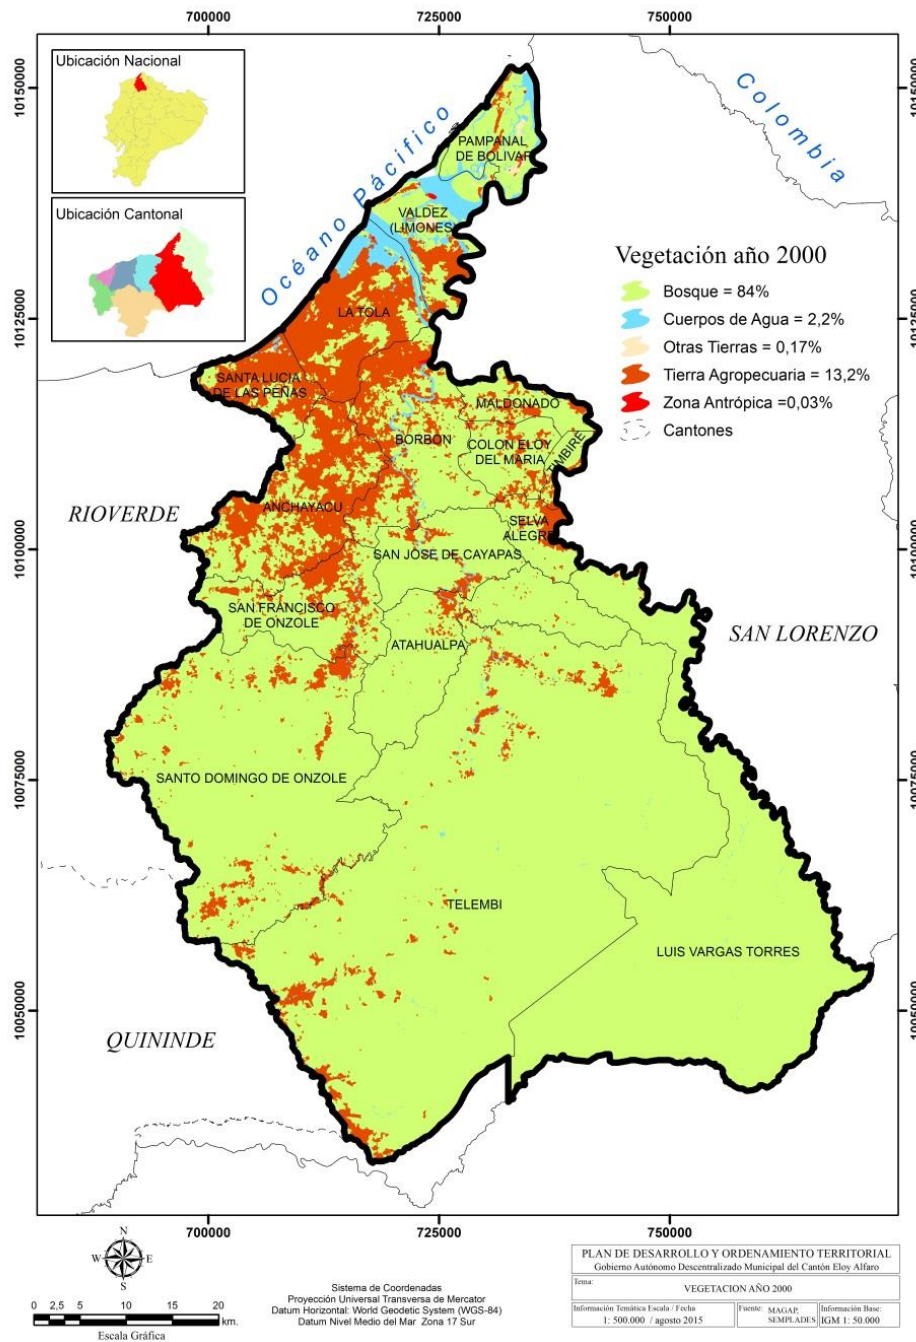 700000
725000
750000
Ubicación Nacional
Ubicación Cantonal
10150000
10150000
Océano Pácifico
Colombia
PAMPANAL
DE BOLIVAR
VALDEZ
(LIMONES)
Vegetación año 2000
Bosque = 84%
Cuerpos de Agua = 2,2%
Otras Tierras = 0,17%
Tierra Agropecuaria = 13,2%
Zona Antrópica =0,03%
Cantones
10125000
10125000
LA TOLA
SANTA LUCIA
DE LAS PEÑAS
MALDONADO
BORBON
COLON ELOY
DEL MARIA
TIMBIRE
RIOVERDE
ANCHAYACU
SELVA
ALEGRE
10100000
10100000
SAN JOSE DE CAYAPAS
SAN FRANCISCO
DE ONZOLE
ATAHUALPA
SAN LORENZO
10075000
10075000
SANTO DOMINGO DE ONZOLE
TELEMBI
LUIS VARGAS TORRES
10050000
10050000
QUININDE
700000
725000
750000
N
W
E
S
0 2,5 5 10 15 20
km.
Escala Gráfica
Sistema de Coordenadas
Proyección Universal Transversa de Mercator
Datum Horizontal: World Geodetic System (WGS-84)
Datum Nivel Medio del Mar Zona 17 Sur
PLAN DE DESARROLLO Y ORDENAMIENTO TERRITORIAL
Gobierno Autónomo Descentralizado Municipal del Cantón Eloy Alfaro
Tema:
VEGETACION AÑO 2000
Información Temática Escala / Fecha
1: 500.000 / agosto 2015
Fuente: MAGAP,
SEMPLADES
Información Base:
IGM 1: 50.000